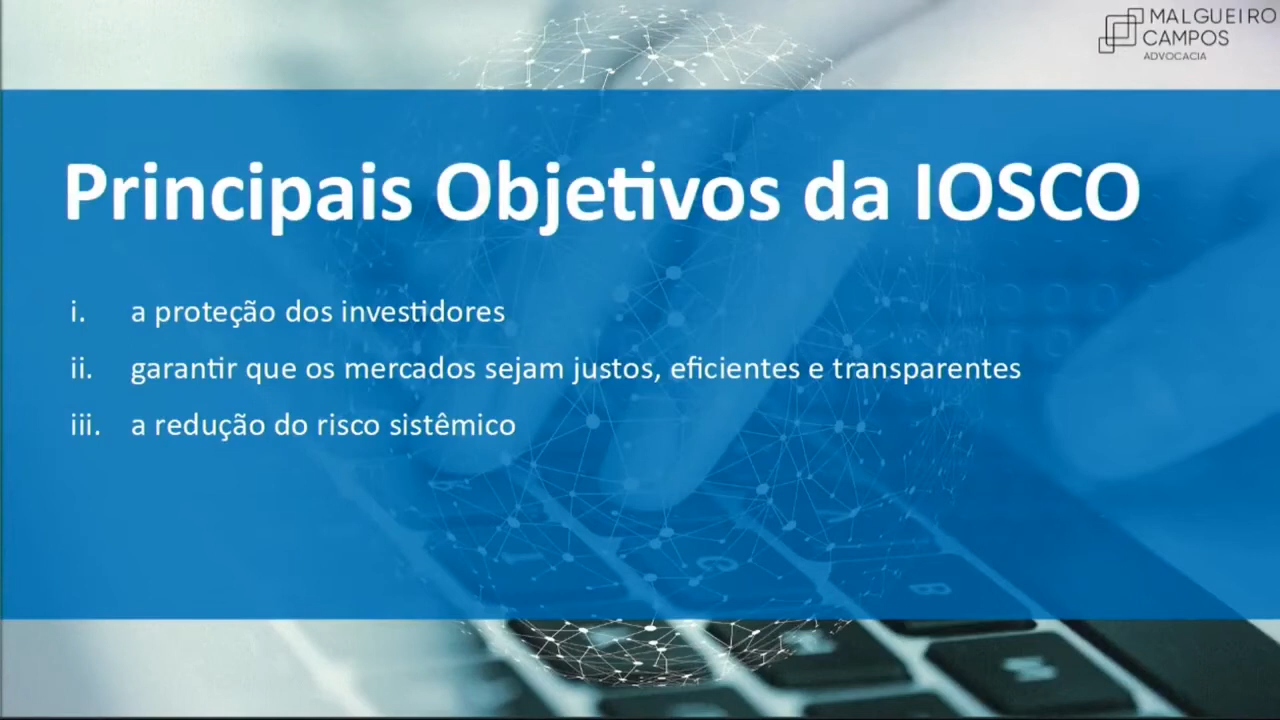 MALGUEIRO
CAMPOS
ADVOCACIA
Principais Objetivos da IOSCO
i. a proteção dos investidores
ii. garantir que os mercados sejam justos, eficientes e transparentes
iii. a redução do risco sistêmico